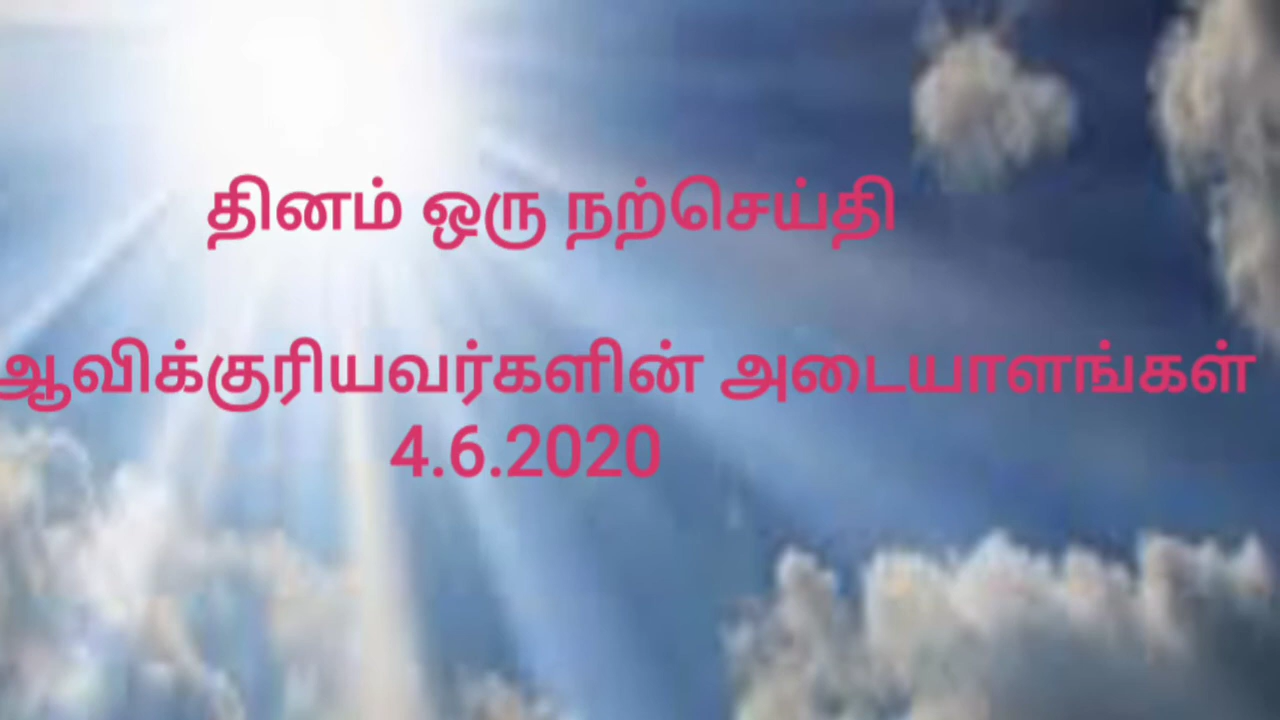 தினம் ஒரு நற்செய்தி
ஆவிக்குரியவர்களின் அடையாளங்கள்
4.6.2020